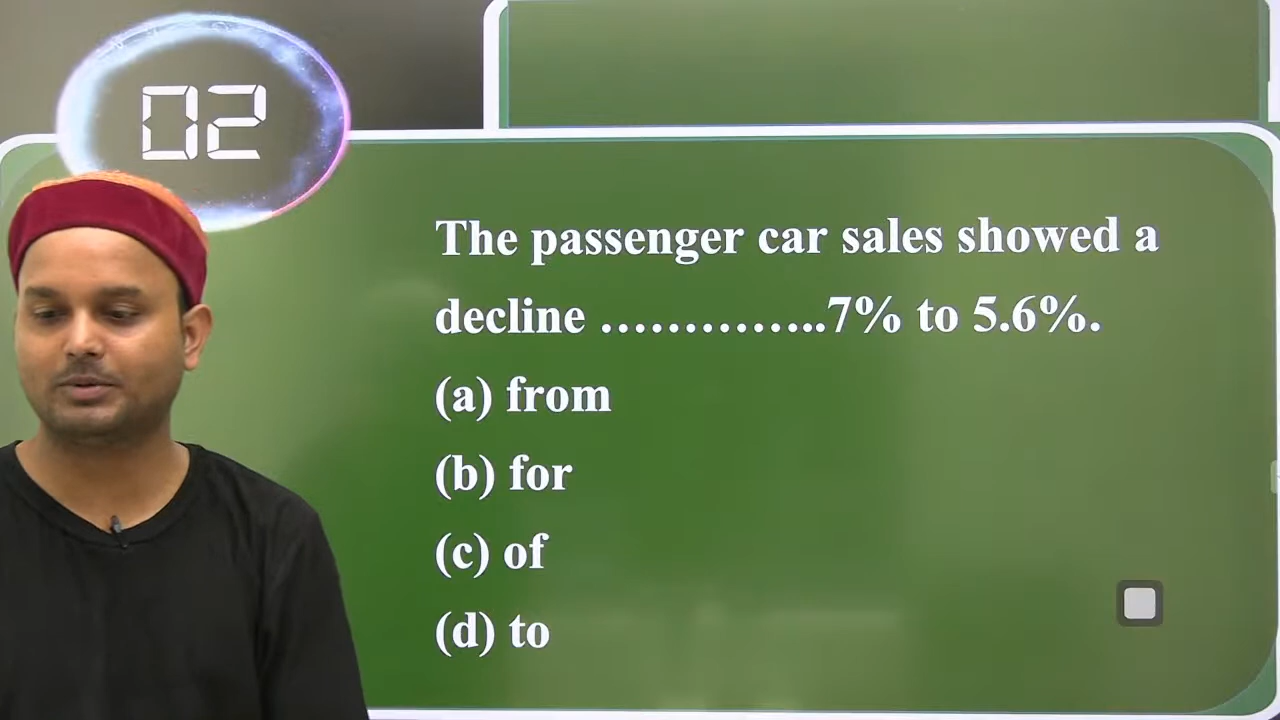 02
The passenger car sales showed a
decline …………..7% to 5.6%.
(a) from
(b) for
(c) of
(d) to